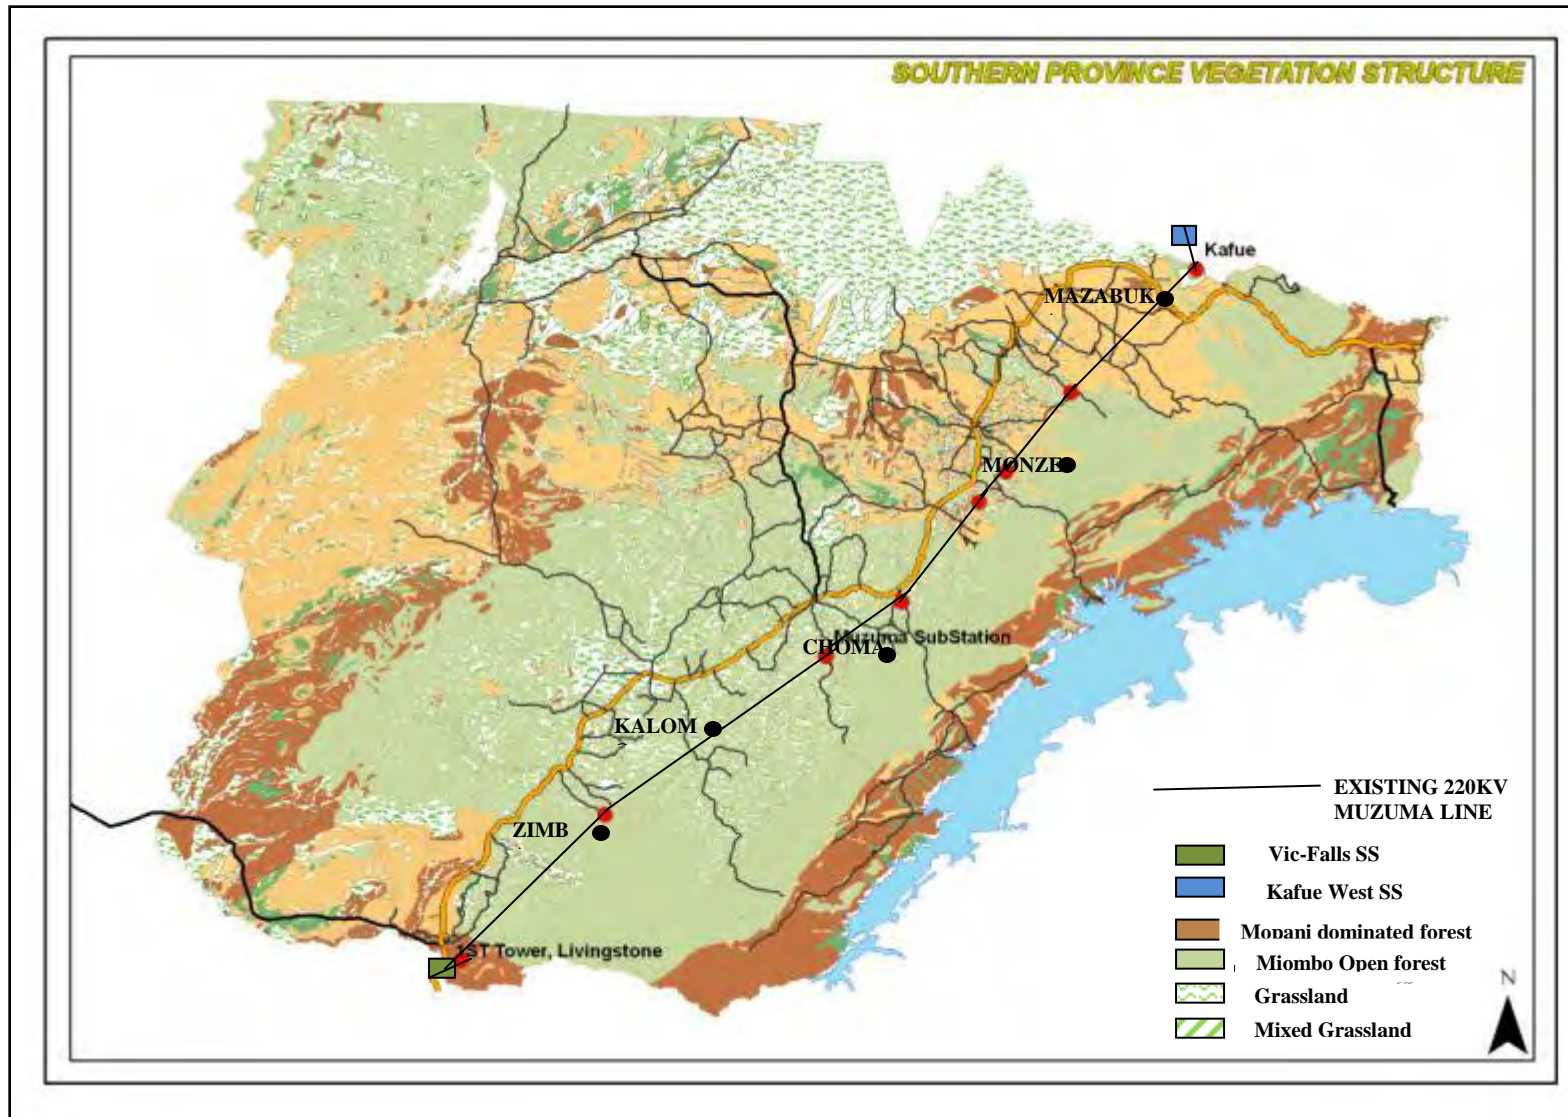 SOUTHERN PROVINCE VEGETATION STRUCTURE
Kafue
MAZABUK
MONZE
Muzuma SubStation
CHOMA
KALOM
ZIMB
1ST Tower, Livingstone
EXISTING 220KV
MUZUMA LINE
Vic-Falls SS
Kafue West SS
Mopani dominated forest
Miombo Open forest
Grassland
Mixed Grassland
N